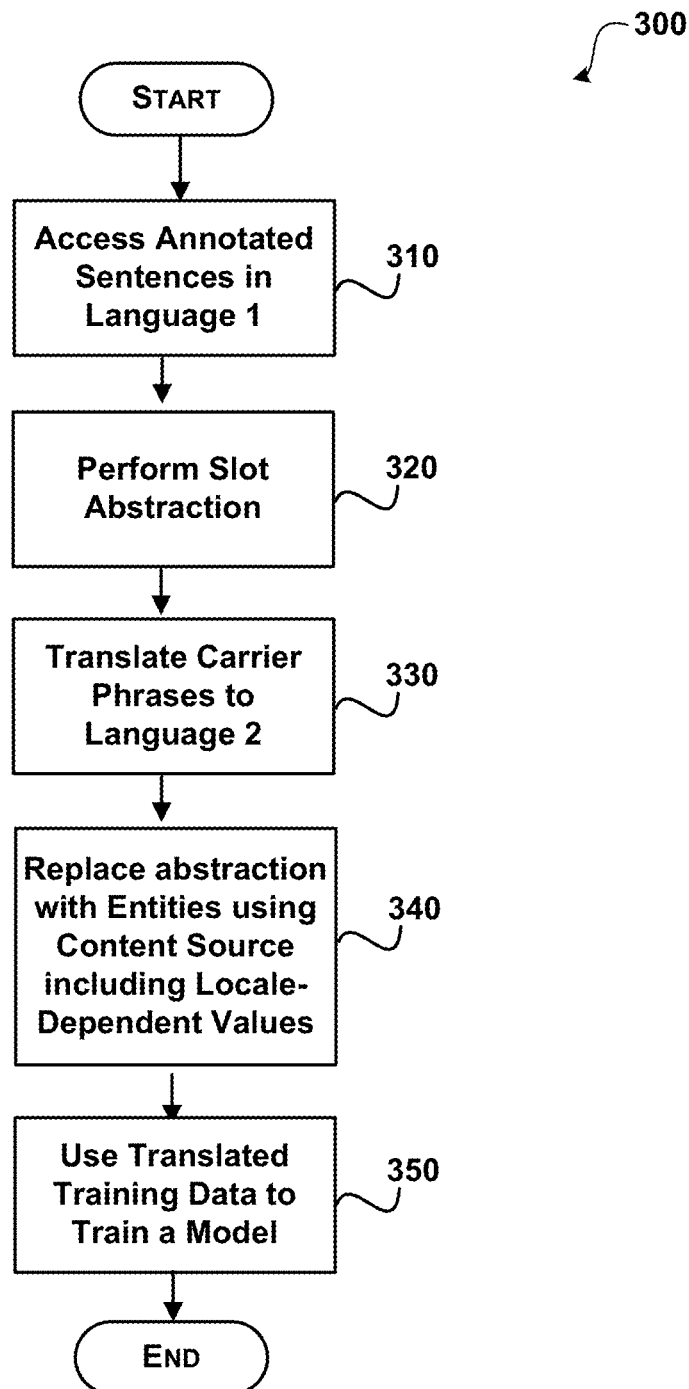 300
START
Access Annotated
Sentences in
Language 1
310
Perform Slot
Abstraction
320
Translate Carrier
Phrases to
Language 2
330
Replace abstraction
with Entities using
Content Source
including Locale-
Dependent Values
340
Use Translated
Training Data to
Train a Model
350
END